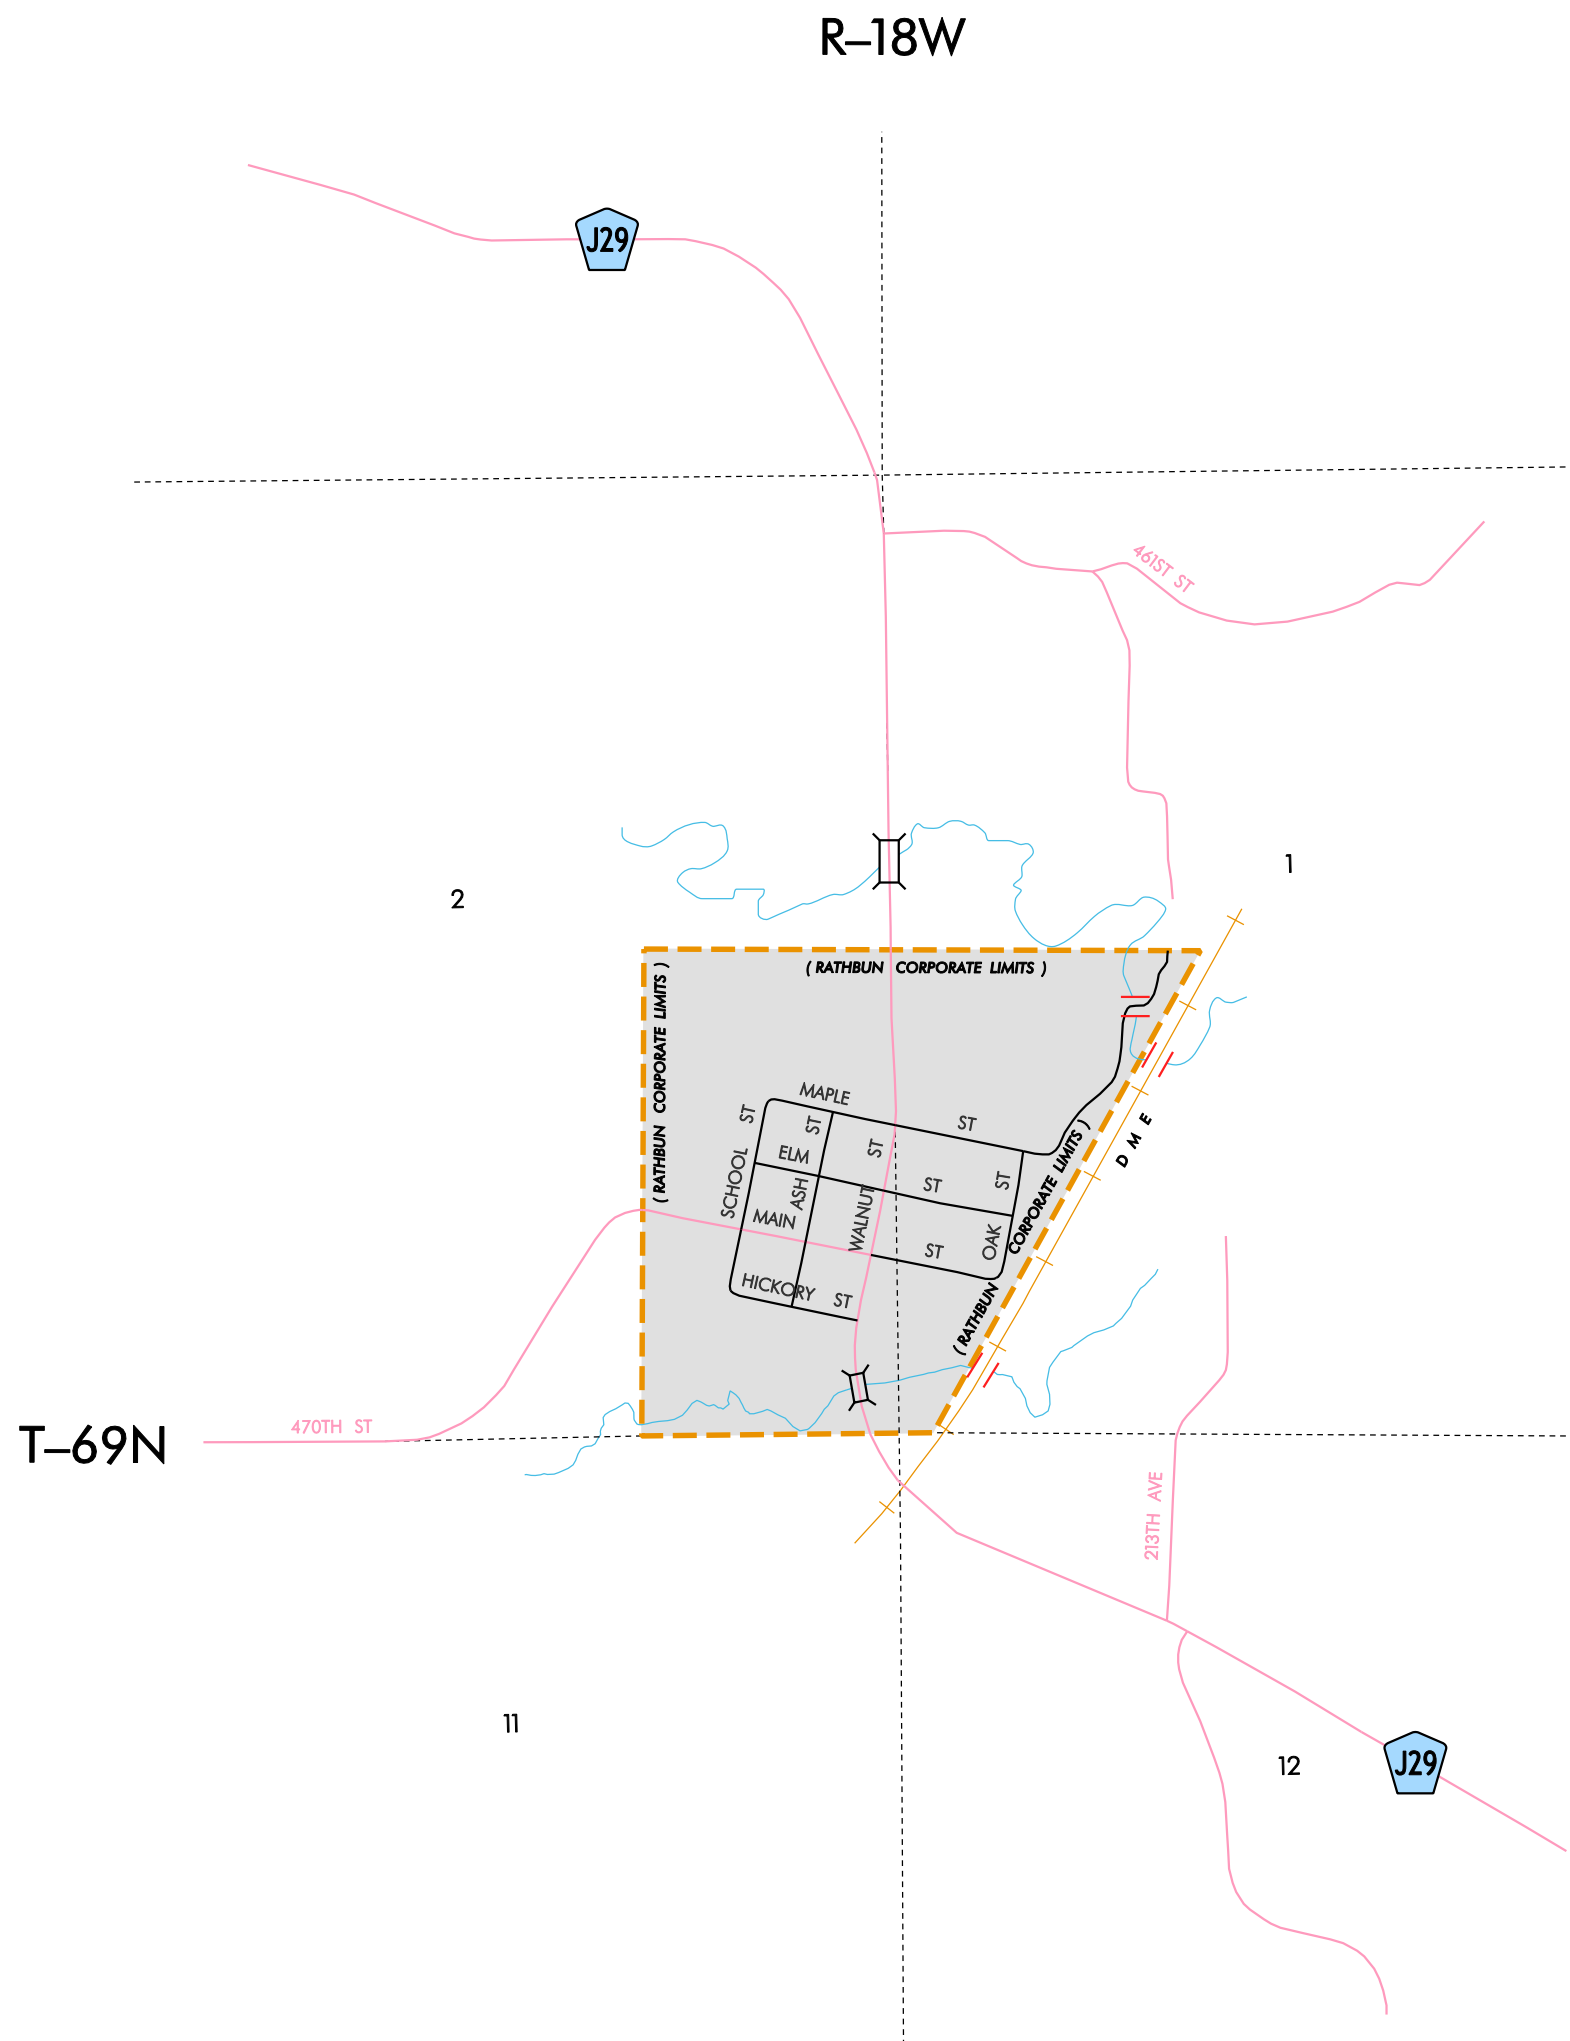 R–18W
J29
461ST ST
1
2
( RATHBUN CORPORATE LIMITS )
( RATHBUN CORPORATE LIMITS )
MAPLE ST
SCHOOL ST
ASH ST
ELM ST
WALNUT ST
OAK ST
MAIN ST
HICKORY ST
( RATHBUN CORPORATE LIMITS )
D M E
470TH ST
T–69N
213TH AVE
11
12
J29